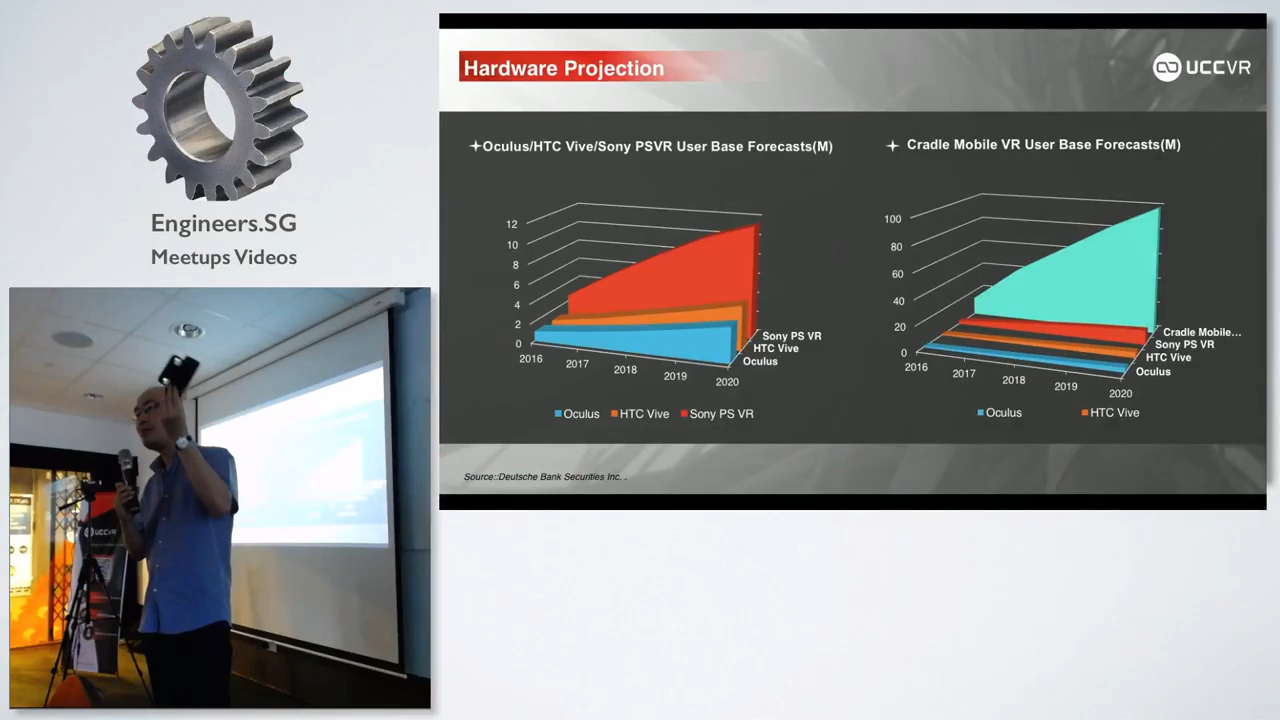 Engineers.SG
Meetups Videos
Hardware Projection
UCCVR
Oculus/HTC Vive/Sony PSVR User Base Forecasts(M)
12
10
8
6
4
2
0
2016
2017
2018
2019
2020
Sony PS VR
HTC Vive
Oculus
Oculus
HTC Vive
Sony PS VR
Cradle Mobile VR User Base Forecasts(M)
100
80
60
40
20
0
2016
2017
2018
2019
2020
Cradle Mobile...
Sony PS VR
HTC Vive
Oculus
Oculus
HTC Vive
Source::Deutsche Bank Securities Inc. .
UCCVR